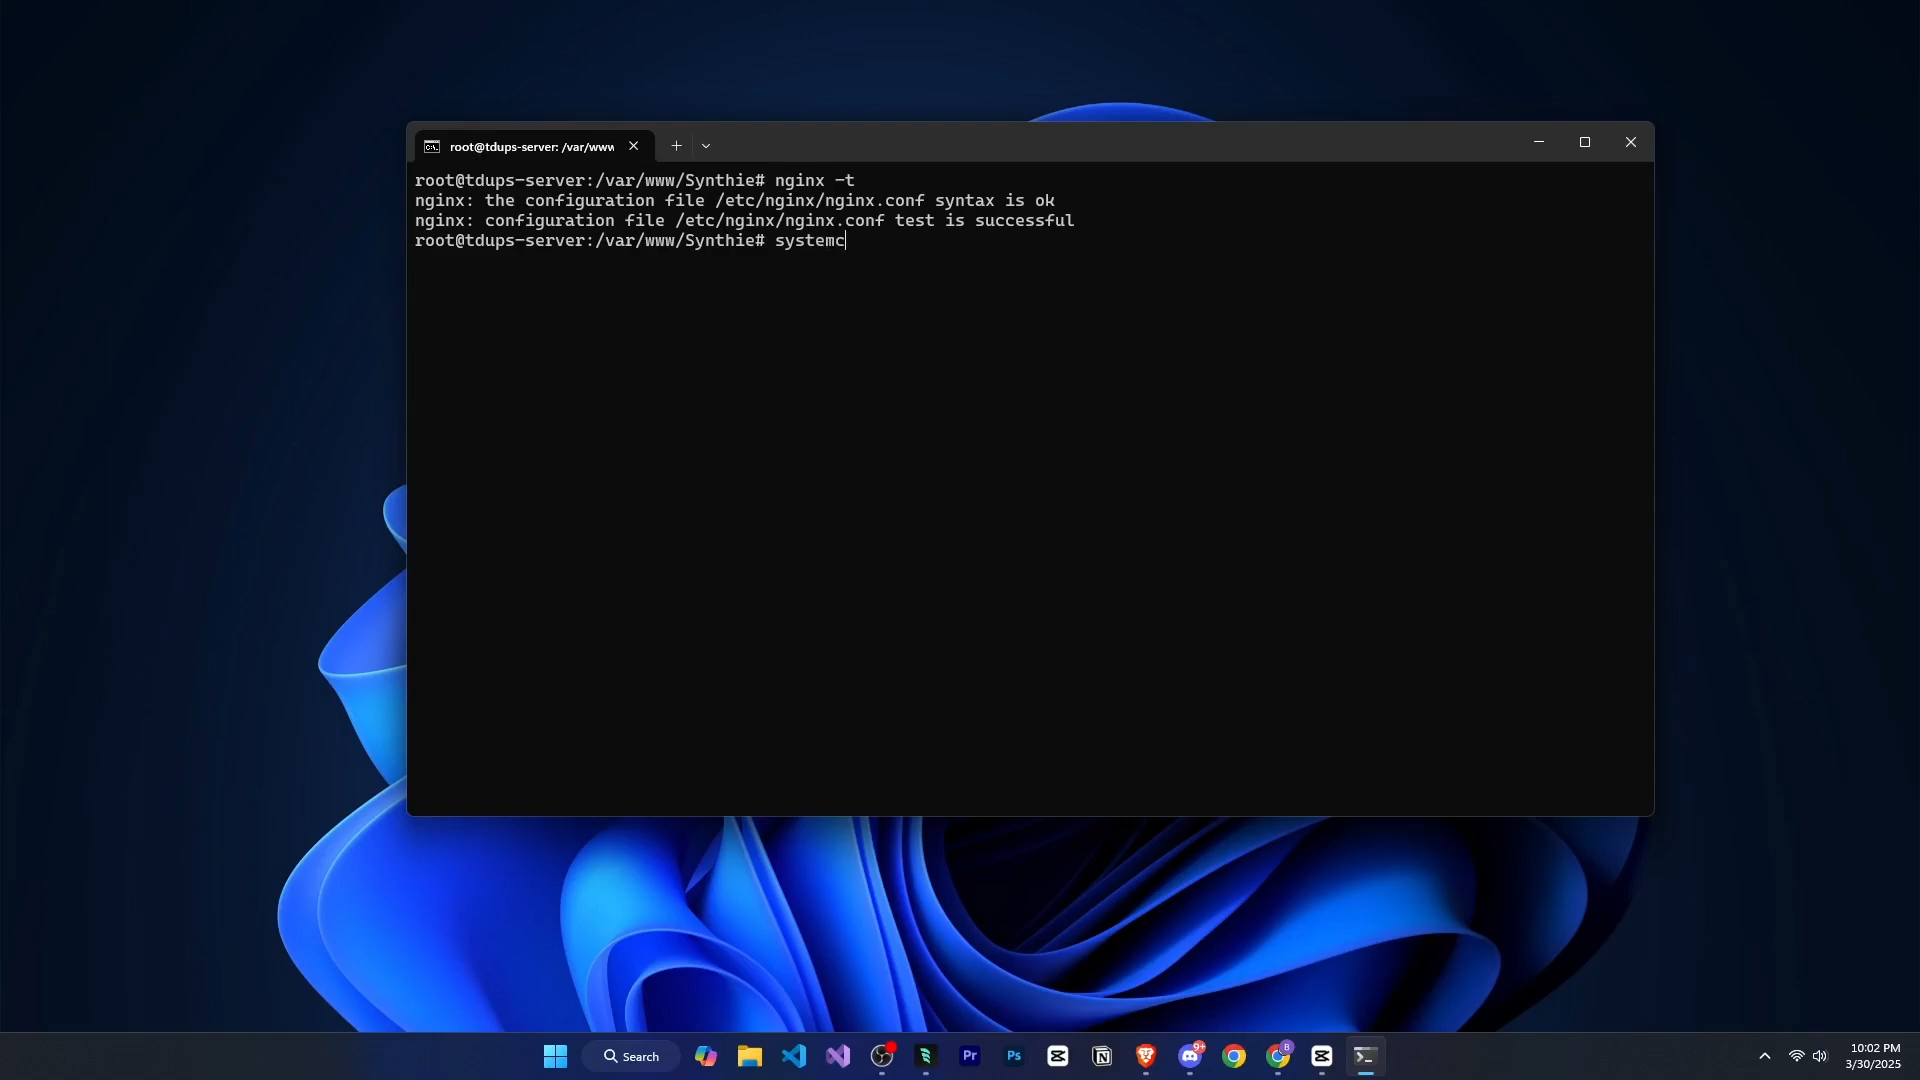 root@tdups-server: /var/www
root@tdups-server:/var/www/Synthie# nginx -t
nginx: the configuration file /etc/nginx/nginx.conf syntax is ok
nginx: configuration file /etc/nginx/nginx.conf test is successful
root@tdups-server:/var/www/Synthie# systemc
Search
Pr
Ps
9+
B
10:02 PM
3/30/2025